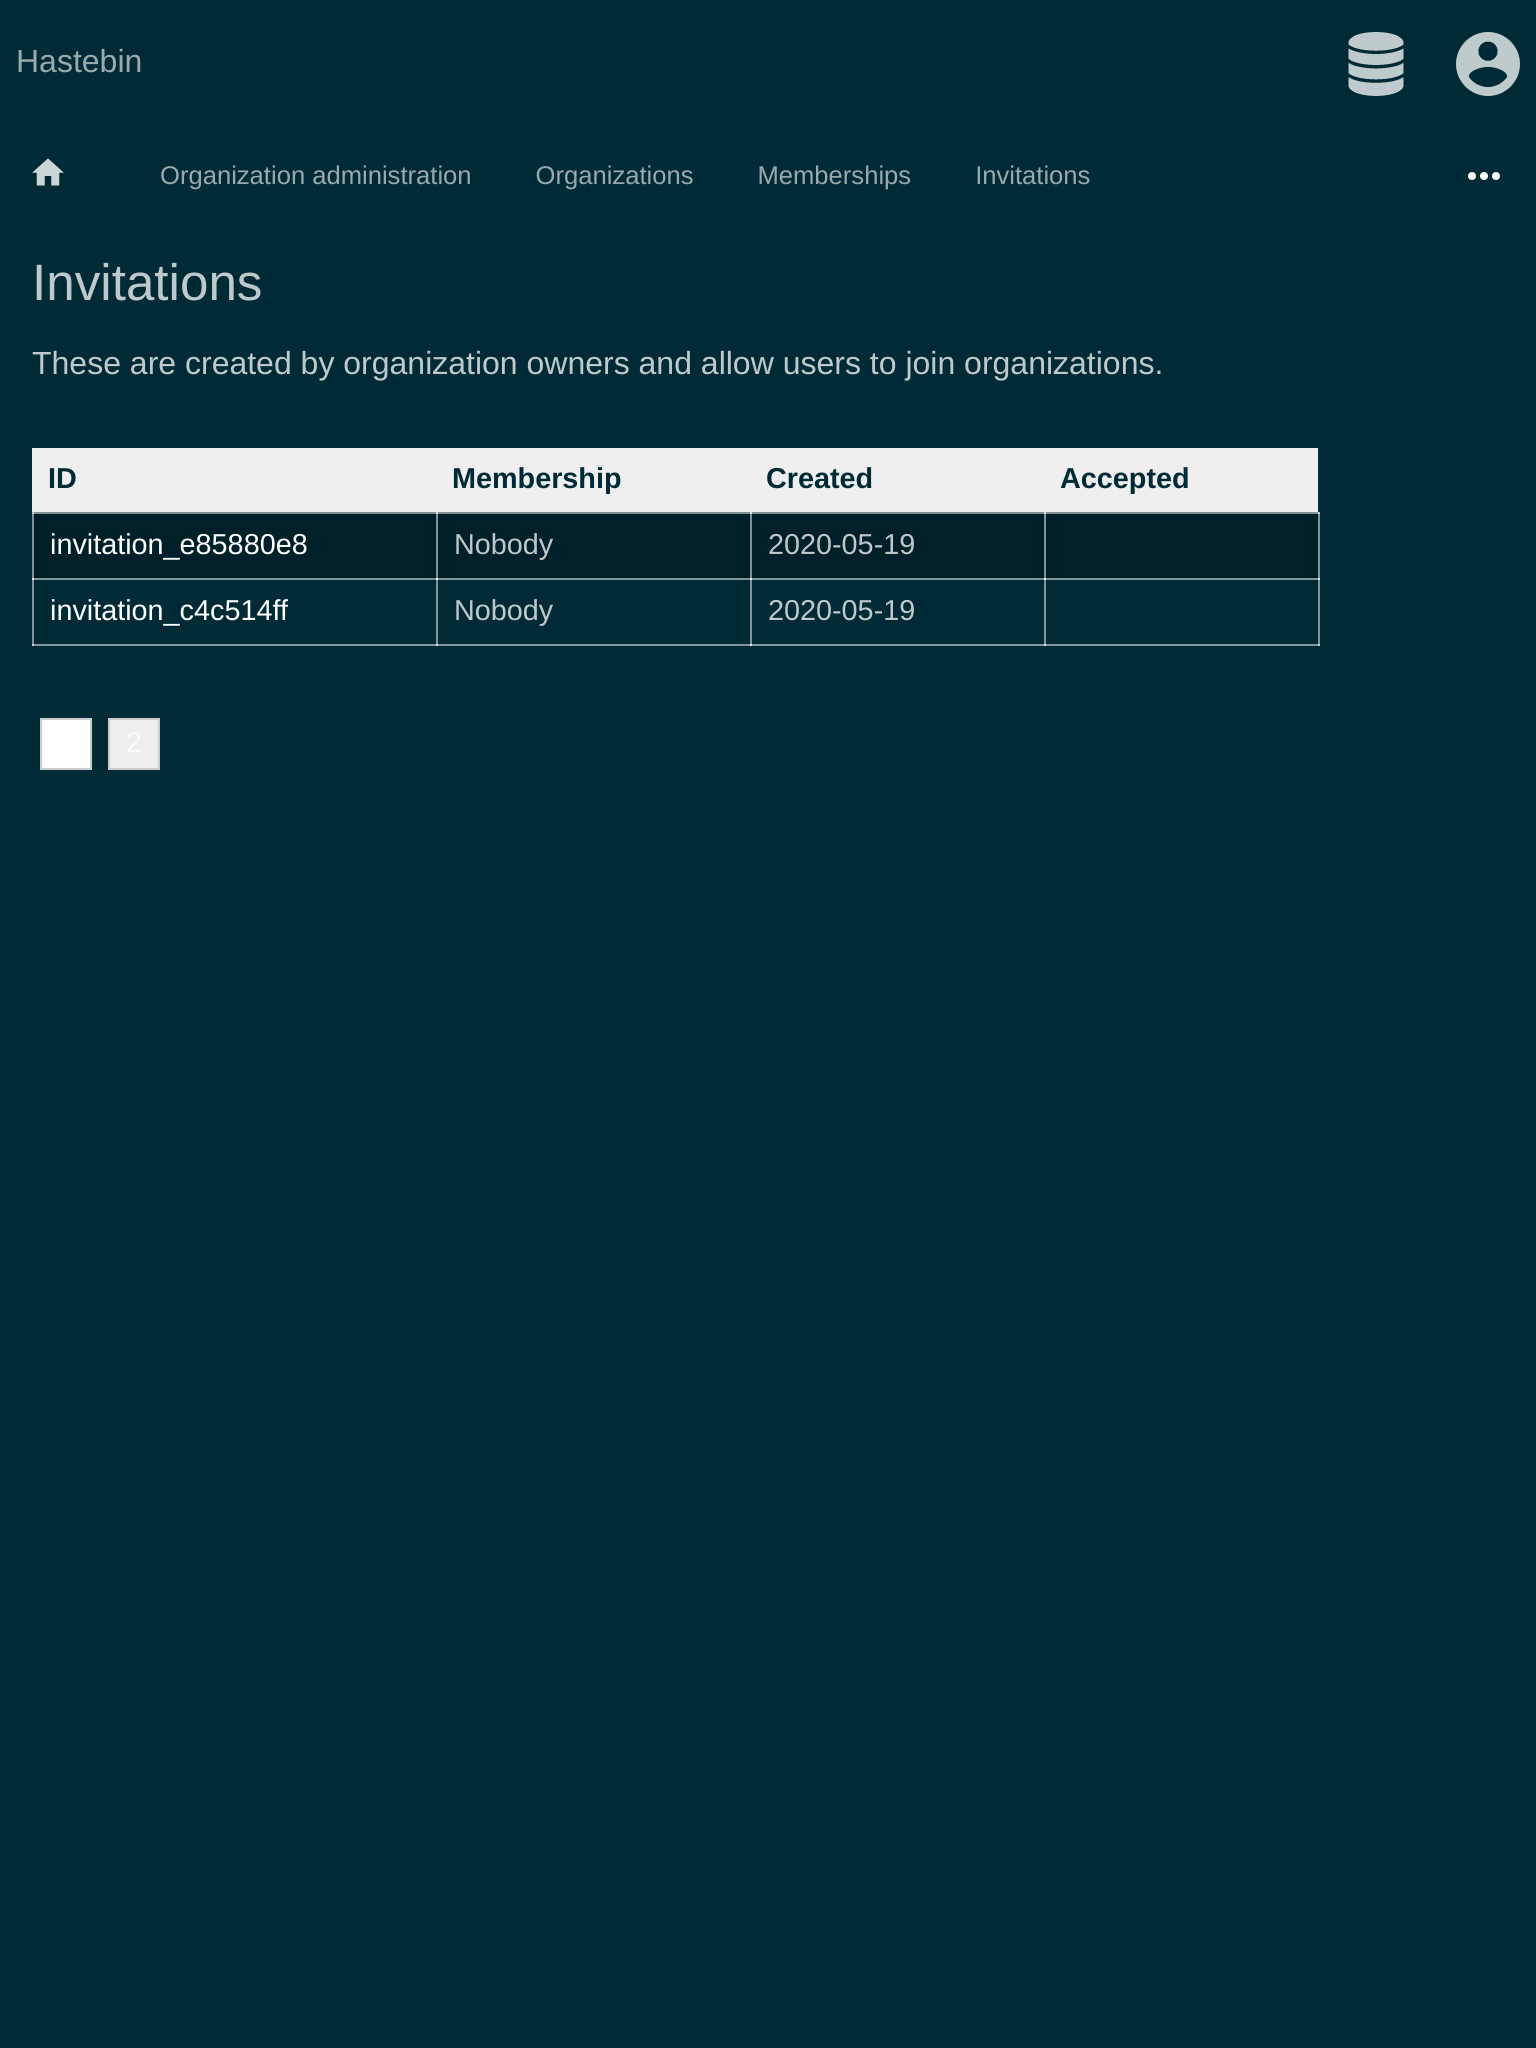 Hastebin
Organization administration Organizations Memberships Invitations
Invitations
These are created by organization owners and allow users to join organizations.
ID Membership Created Accepted
invitation_e85880e8 Nobody 2020-05-19
invitation_c4c514ff Nobody 2020-05-19
2